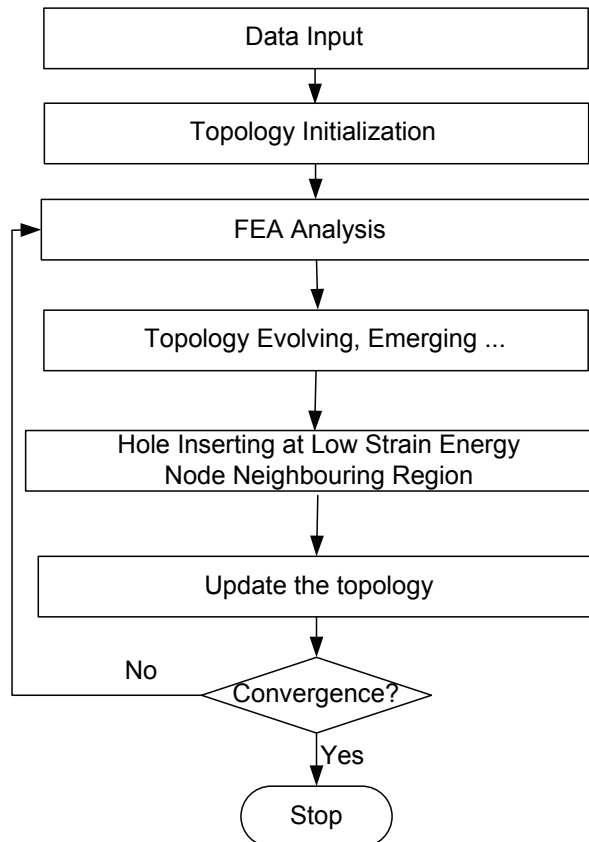 Data Input
Topology Initialization
FEA Analysis
Topology Evolving, Emerging ...
Hole Inserting at Low Strain Energy
Node Neighbouring Region
Update the topology
No
Convergence?
Yes
Stop